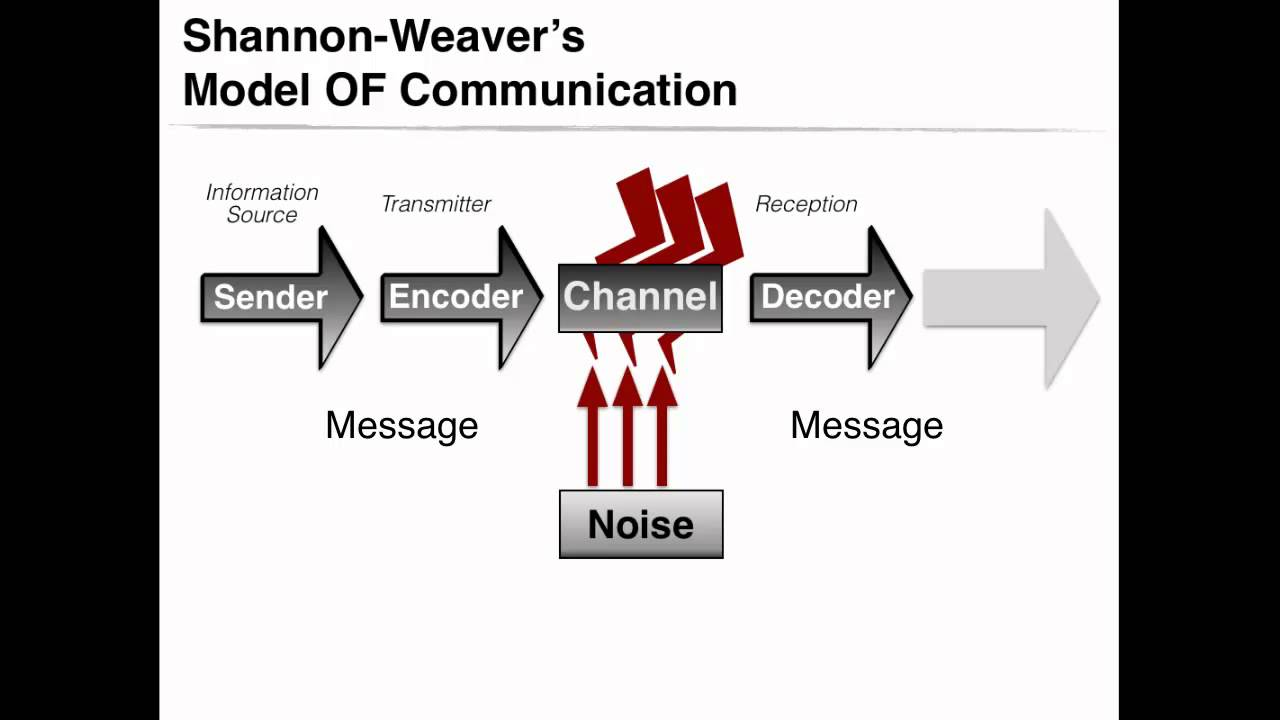 Shannon-Weaver's
Model OF Communication
Information
Source
Transmitter
Reception
Sender
Encoder
Channel
Decoder
Message
Message
Noise